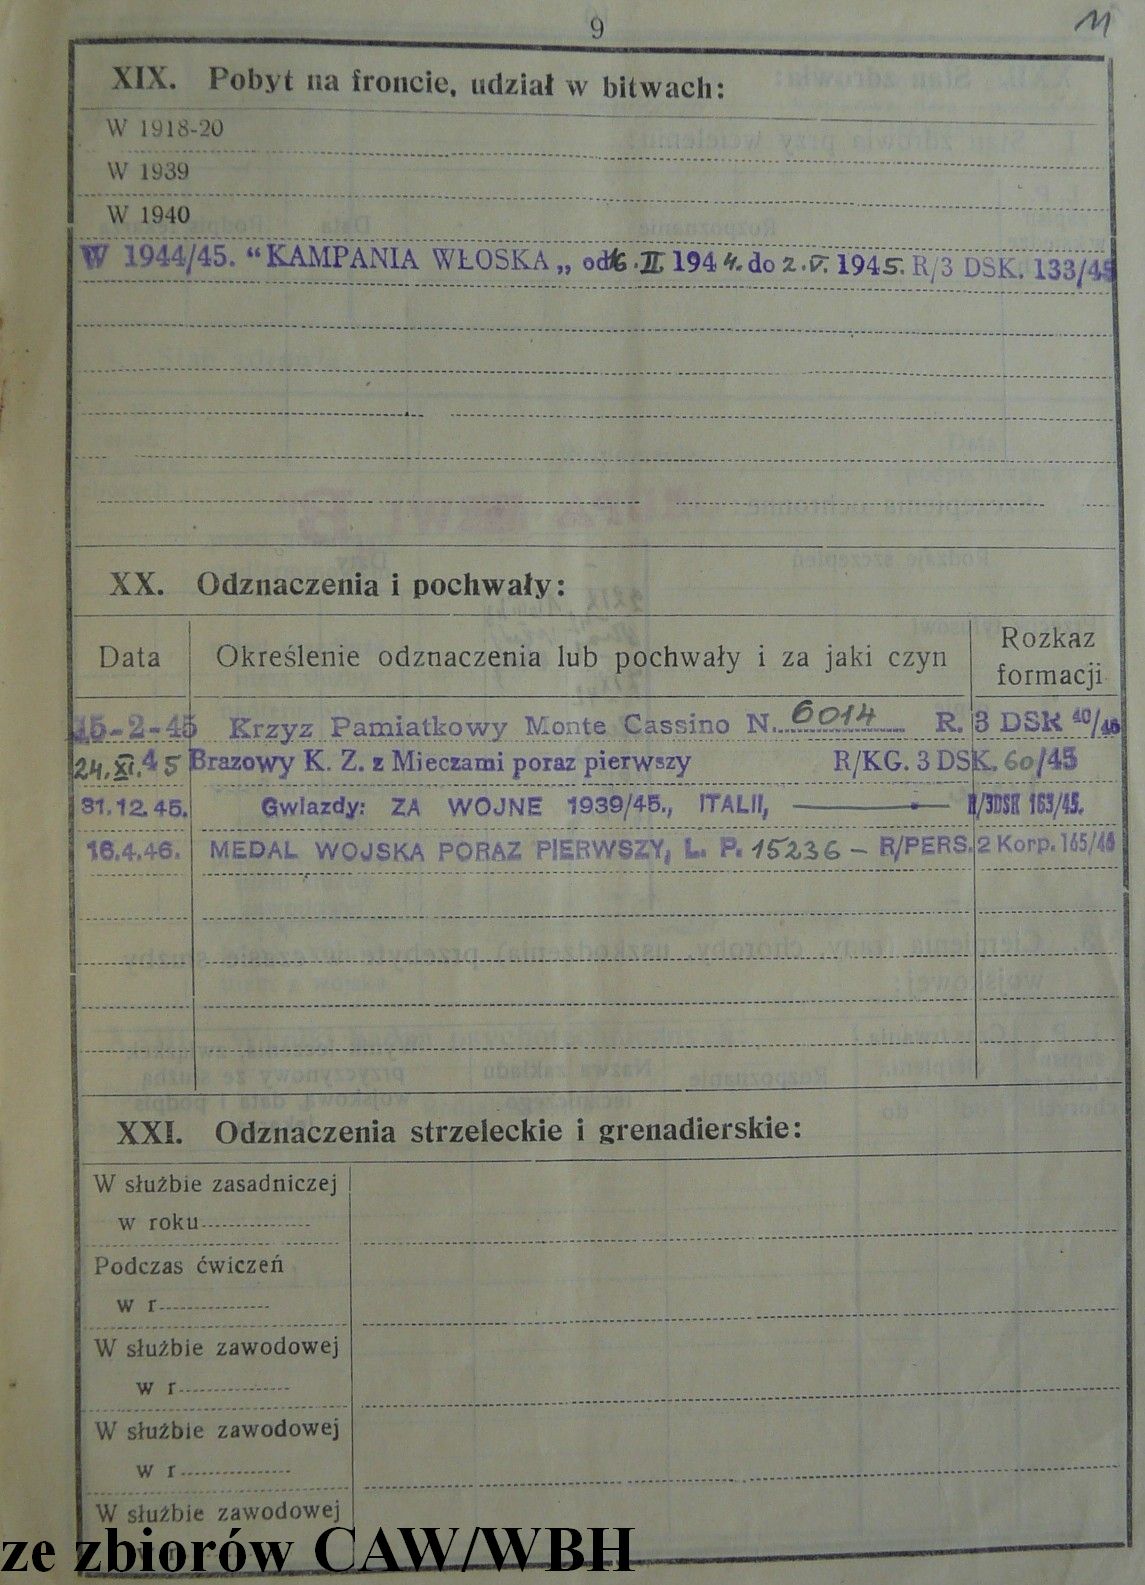 9
11
XIX. Pobyt na froncie, udział w bitwach:
W 1918-20
W 1939
W 1940
W 1944/45. "KAMPANIA WŁOSKA„ od 16.II.1944. do 2.V.1945. R/3 DSK. 133/45
XX. Odznaczenia i pochwały:
Data Określenie odznaczenia lub pochwały i za jaki czyn Rozkaz formacji
15-2-45 Krzyz Pamiatkowy Monte Cassino N. 6014 R. 3 DSK 40/45
24.XI.45 Brazowy K. Z. z Mieczami poraz pierwszy R/KG. 3 DSK. 60/45
31.12.45. Gwiazdy: ZA WOJNE 1939/45., ITALII, R/3DSK 163/45.
16.4.46. MEDAL WOJSKA PORAZ PIERWSZY, L. P. 15236 – R/PERS. 2 Korp. 165/46
XXI. Odznaczenia strzeleckie i grenadierskie:
W służbie zasadniczej
w roku
Podczas ćwiczeń
w r
W służbie zawodowej
w r
W służbie zawodowej
w r
W służbie zawodowej
ze zbiorów CAW/WBH